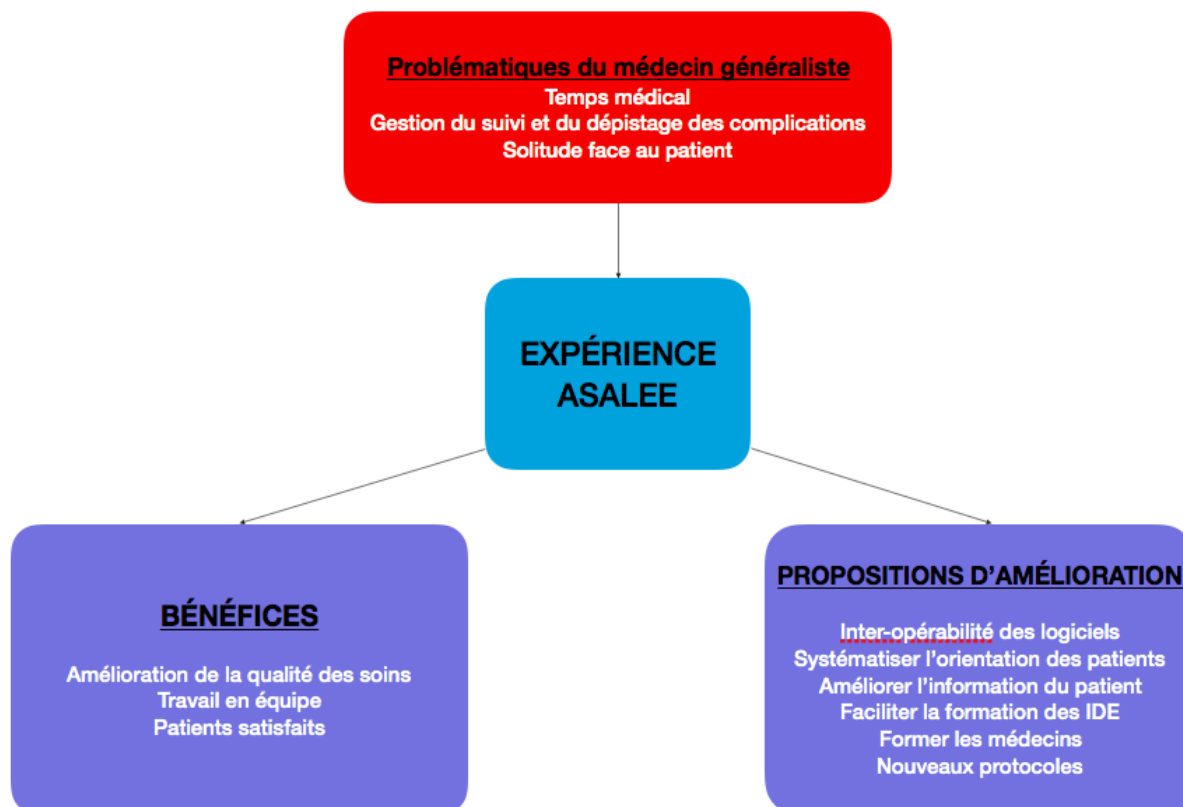 Problématiques du médecin généraliste
Temps médical
Gestion du suivi et du dépistage des complications
Solitude face au patient
EXPÉRIENCE
ASALEE
BÉNÉFICES
Amélioration de la qualité des soins
Travail en équipe
Patients satisfaits
PROPOSITIONS D’AMÉLIORATION
Inter-opérabilité des logiciels
Systématiser l’orientation des patients
Améliorer l’information du patient
Faciliter la formation des IDE
Former les médecins
Nouveaux protocoles